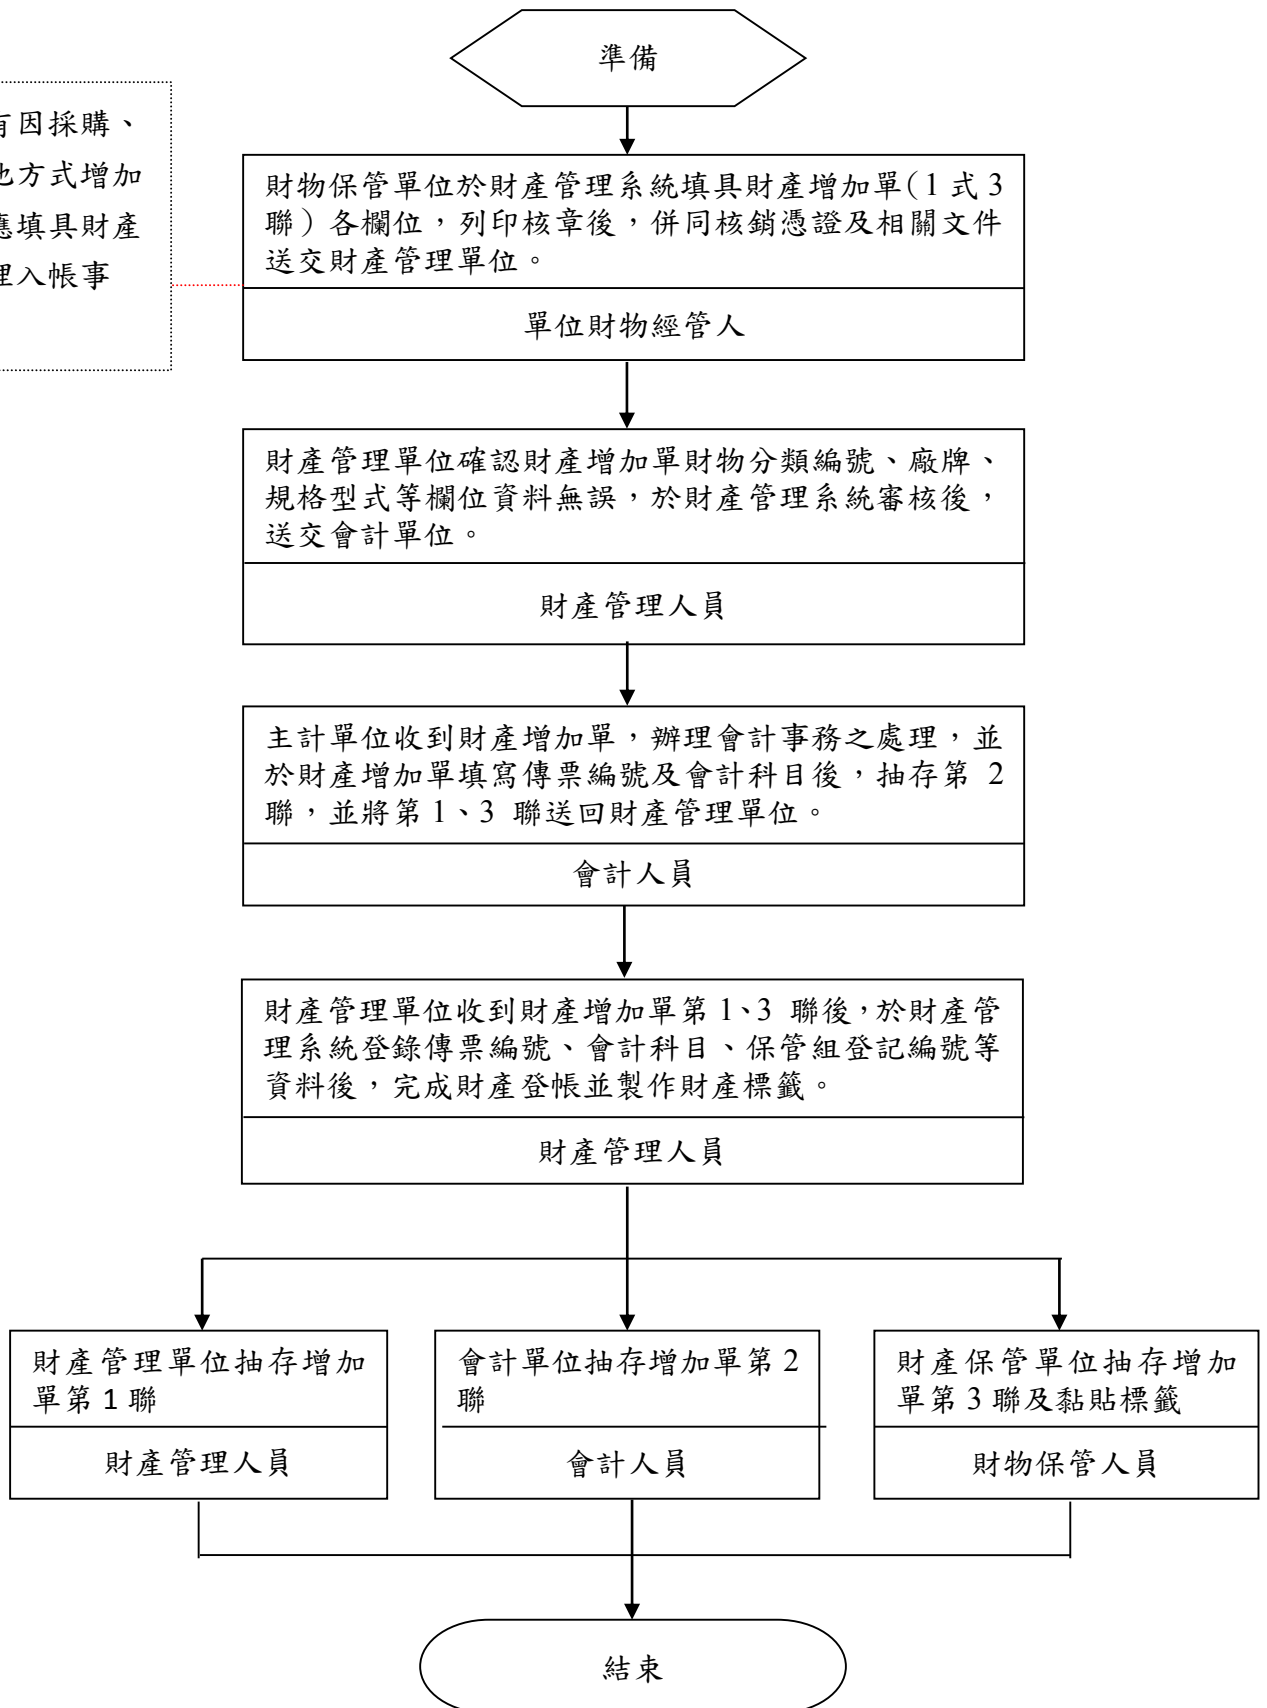 準備
有因採購、
也方式增加
應填具財產
理入帳事
財物保管單位於財產管理系統填具財產增加單(1式3
聯)各欄位，列印核章後，併同核銷憑證及相關文件
送交財產管理單位。
單位財物經管人
財產管理單位確認財產增加單財物分類編號、廠牌、
規格型式等欄位資料無誤，於財產管理系統審核後，
送交會計單位。
財產管理人員
主計單位收到財產增加單，辦理會計事務之處理，並
於財產增加單填寫傳票編號及會計科目後，抽存第 2
聯，並將第1、3 聯送回財產管理單位。
會計人員
財產管理單位收到財產增加單第1、3 聯後，於財產管
理系統登錄傳票編號、會計科目、保管組登記編號等
資料後，完成財產登帳並製作財產標籤。
財產管理人員
財產管理單位抽存增加
單第1聯
財產管理人員
會計單位抽存增加單第2
聯
會計人員
財產保管單位抽存增加
單第3聯及黏貼標籤
財物保管人員
結束